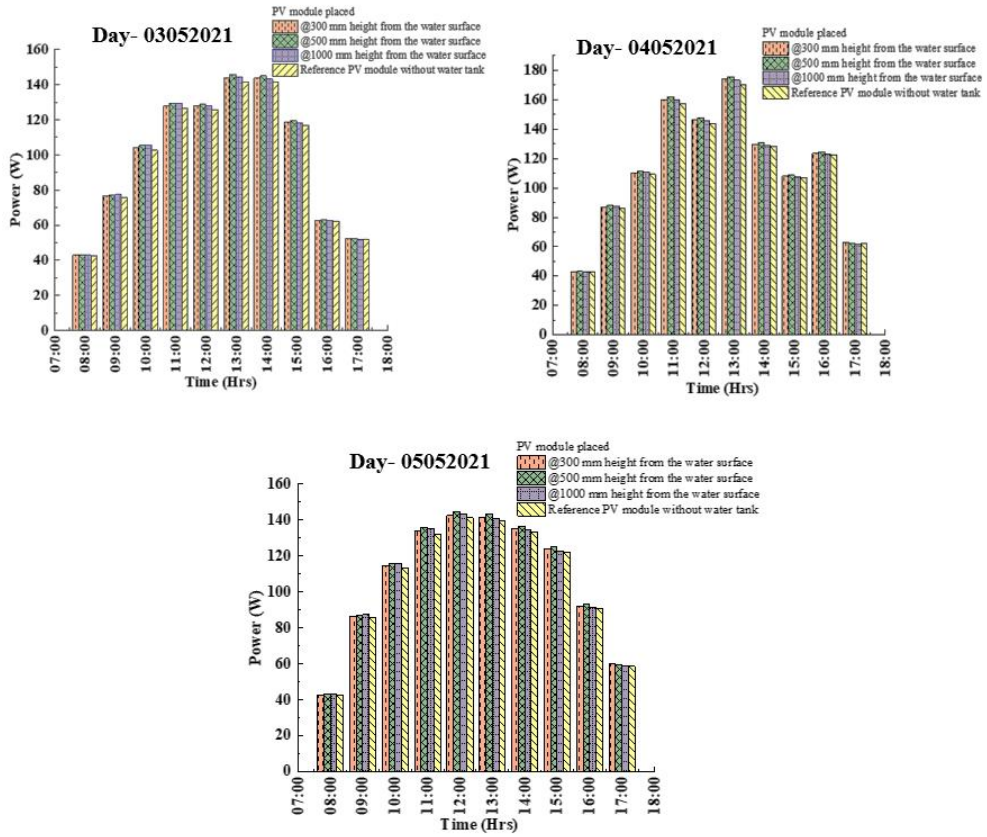 Day- 03052021
PV module placed
@300 mm height from the water surface
@500 mm height from the water surface
@1000 mm height from the water surface
Reference PV module without water tank
Power (W)
160
140
120
100
80
60
40
20
0
07:00
08:00
09:00
10:00
11:00
12:00
13:00
14:00
15:00
16:00
17:00
18:00
Time (Hrs)
Day- 04052021
PV module placed
@300 mm height from the water surface
@500 mm height from the water surface
@1000 mm height from the water surface
Reference PV module without water tank
Power (W)
180
160
140
120
100
80
60
40
20
0
07:00
08:00
09:00
10:00
11:00
12:00
13:00
14:00
15:00
16:00
17:00
18:00
Time (Hrs)
Day- 05052021
PV module placed
@300 mm height from the water surface
@500 mm height from the water surface
@1000 mm height from the water surface
Reference PV module without water tank
Power (W)
160
140
120
100
80
60
40
20
0
07:00
08:00
09:00
10:00
11:00
12:00
13:00
14:00
15:00
16:00
17:00
18:00
Time (Hrs)